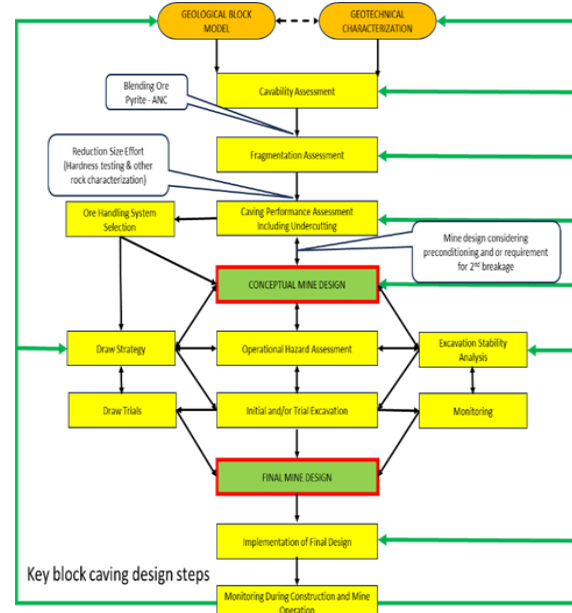 GEOLOGICAL BLOCK
MODEL
GEOTECHNICAL
CHARACTERIZATION
Blending Ore
Pyrite - ANC
Cavability Assessment
Reduction Size Effort
(Hardness testing & other
rock characterization)
Fragmentation Assessment
Ore Handling System
Selection
Caving Performance Assessment
Including Undercutting
Mine design considering
preconditioning and or requirement
for 2nd breakage
CONCEPTUAL MINE DESIGN
Draw Strategy
Operational Hazard Assessment
Excavation Stability
Analysis
Draw Trials
Initial and/or Trial Excavation
Monitoring
FINAL MINE DESIGN
Implementation of Final Design
Key block caving design steps
Monitoring During Construction and Mine
Operation